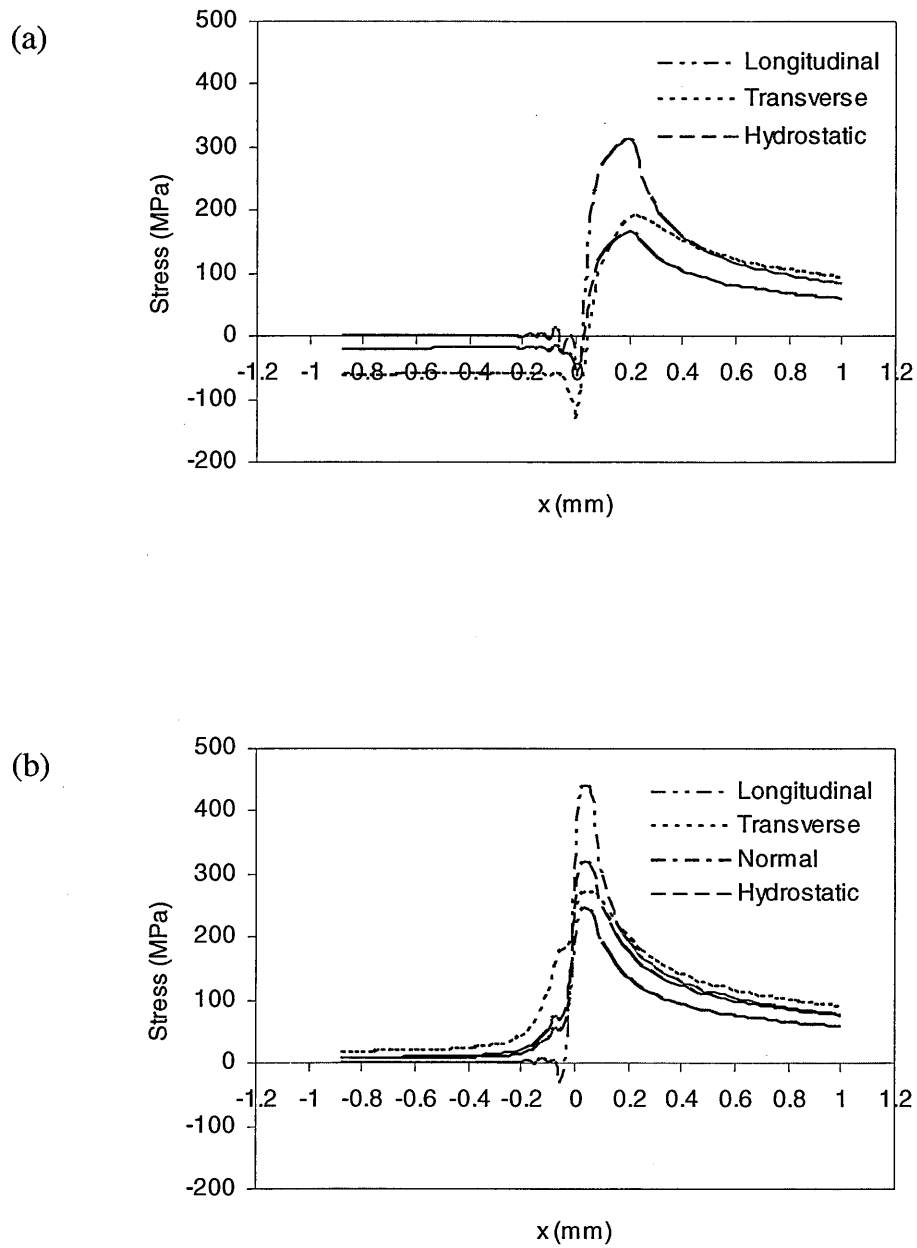 (a)
500
400
300
200
100
0
-100
-200
Stress (MPa)
Longitudinal
Transverse
Hydrostatic
-1.2 -1 -0.8 -0.6 -0.4 -0.2 0 0.2 0.4 0.6 0.8 1 1.2
x (mm)
(b)
500
400
300
200
100
0
-100
-200
Stress (MPa)
Longitudinal
Transverse
Normal
Hydrostatic
-1.2 -1 -0.8 -0.6 -0.4 -0.2 0 0.2 0.4 0.6 0.8 1 1.2
x (mm)